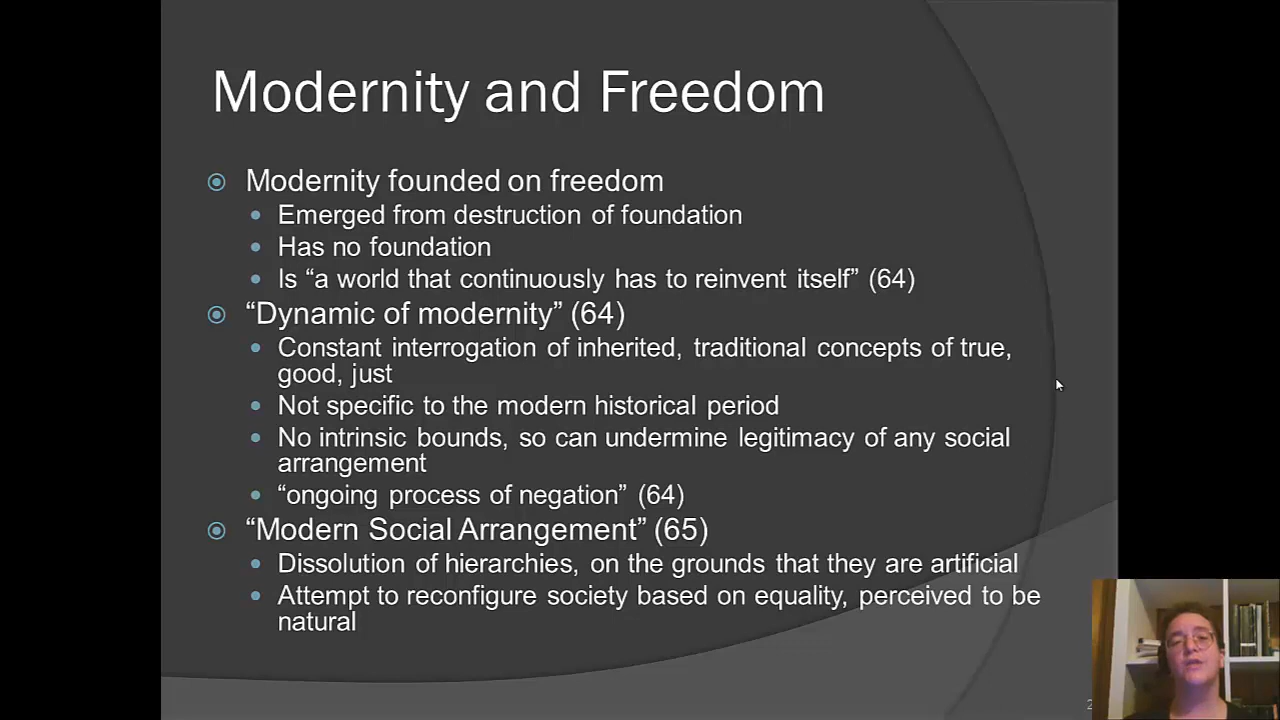 Modernity and Freedom
Modernity founded on freedom
Emerged from destruction of foundation
Has no foundation
Is “a world that continuously has to reinvent itself” (64)
“Dynamic of modernity” (64)
Constant interrogation of inherited, traditional concepts of true,
good, just
Not specific to the modern historical period
No intrinsic bounds, so can undermine legitimacy of any social
arrangement
“ongoing process of negation” (64)
“Modern Social Arrangement” (65)
Dissolution of hierarchies, on the grounds that they are artificial
Attempt to reconfigure society based on equality, perceived to be
natural